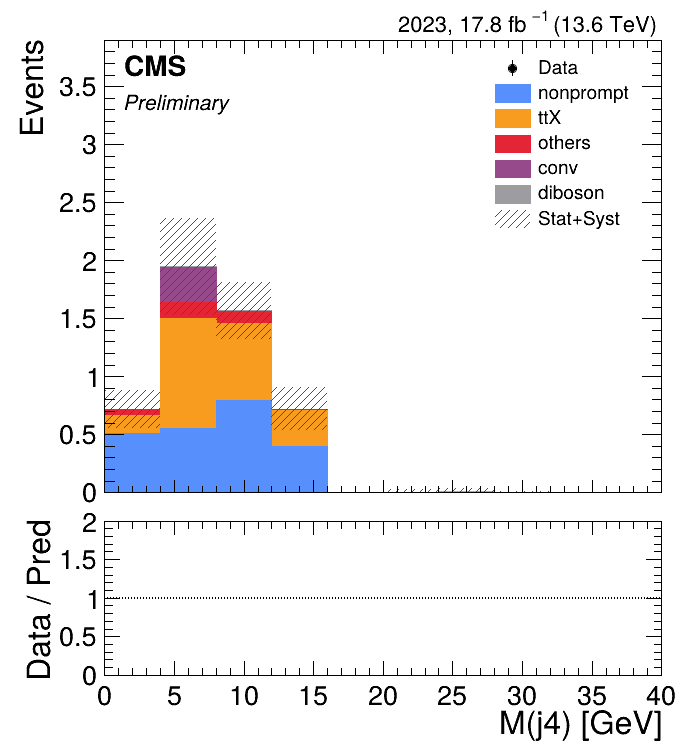 2023, 17.8 fb⁻¹ (13.6 TeV)
CMS
Preliminary
Events
3.5
3
2.5
2
1.5
1
0.5
0
Data
nonprompt
ttX
others
conv
diboson
Stat+Syst
Data / Pred
2
1.5
1
0.5
0
0 5 10 15 20 25 30 35 40
M(j4) [GeV]